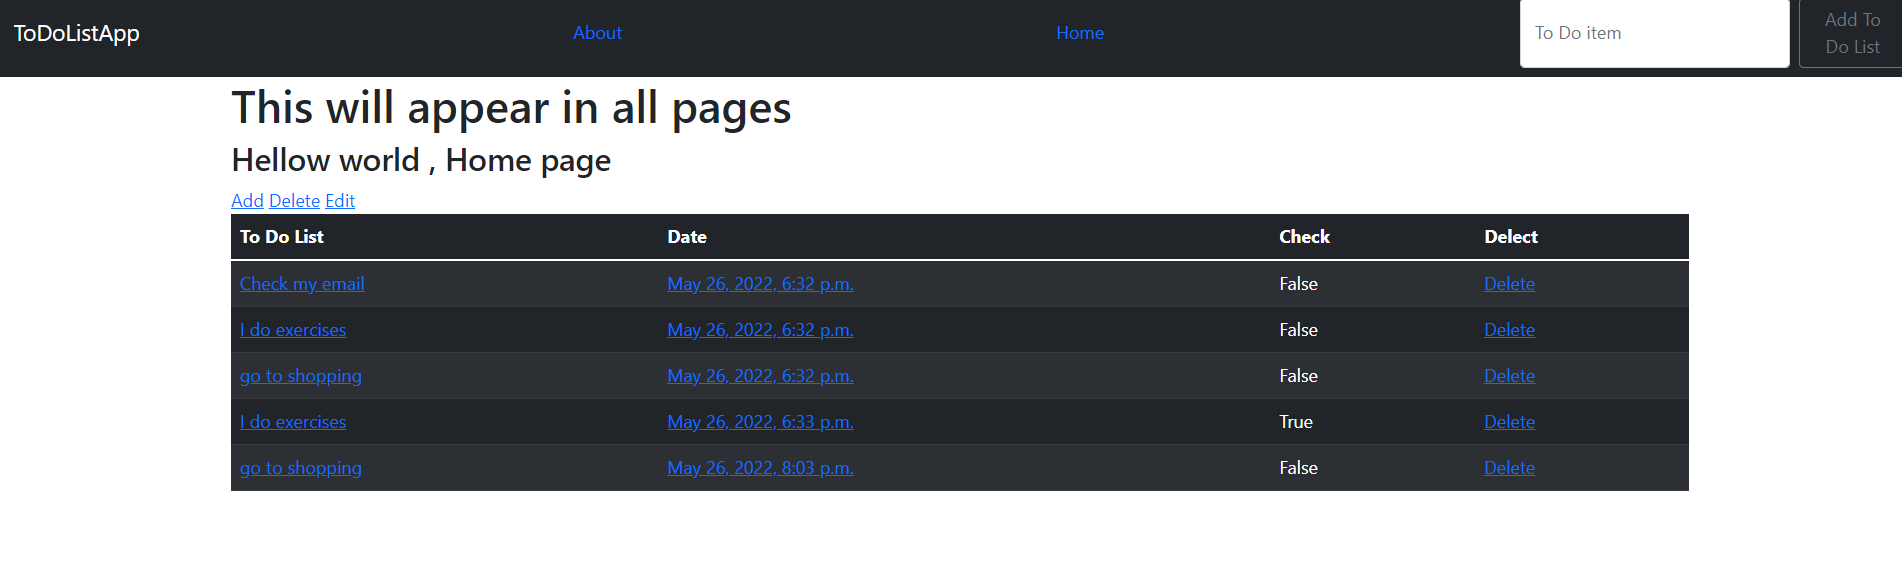 ToDoListApp About Home To Do item Add To
Do List
This will appear in all pages
Hellow world , Home page
Add Delete Edit
To Do List Date Check Delect
Check my email May 26, 2022, 6:32 p.m. False Delete
I do exercises May 26, 2022, 6:32 p.m. False Delete
go to shopping May 26, 2022, 6:32 p.m. False Delete
I do exercises May 26, 2022, 6:33 p.m. True Delete
go to shopping May 26, 2022, 8:03 p.m. False Delete